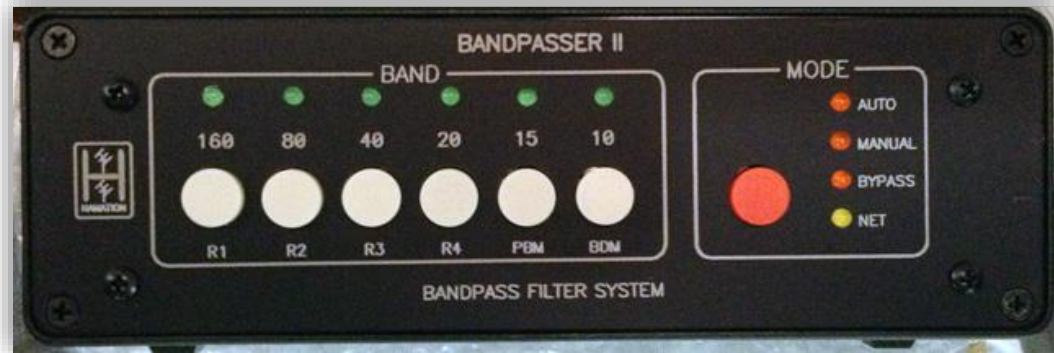 BANDPASSER II
BAND
160 80 40 20 15 10
R1 R2 R3 R4 PBM BDM
MODE
AUTO
MANUAL
BYPASS
NET
HAMATION
BANDPASS FILTER SYSTEM